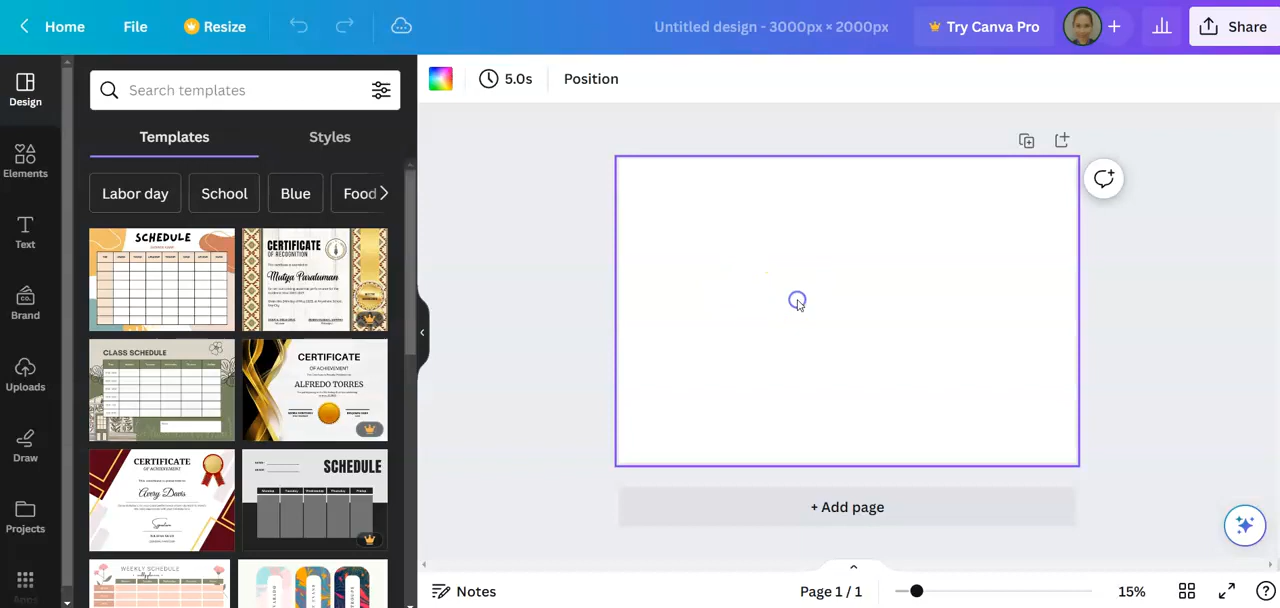 Home
File
Resize
Untitled design - 3000px × 2000px
Try Canva Pro
Share
Design
Elements
Text
Brand
Uploads
Draw
Projects
Search templates
Templates
Styles
Labor day
School
Blue
Food
SCHEDULE
CERTIFICATE
OF RECOGNITION
Mutya Paraluman
CLASS SCHEDULE
CERTIFICATE
OF ACHIEVEMENT
ALFREDO TORRES
CERTIFICATE
OF ACHIEVEMENT
Avery Davis
SCHEDULE
WEEKLY SCHEDULE
5.0s
Position
+ Add page
Notes
Page 1 / 1
15%